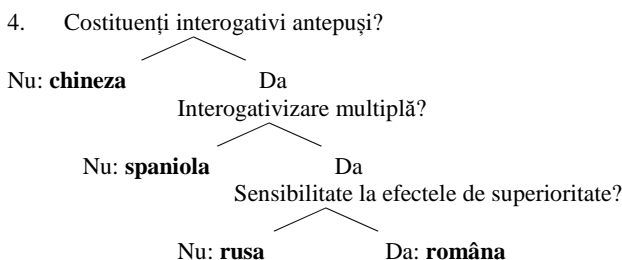 4. Costituenți interogativi antepuși?
Nu: chineza Da
Interogativizare multiplă?
Nu: spaniola Da
Sensibilitate la efectele de superioritate?
Nu: rusa Da: româna